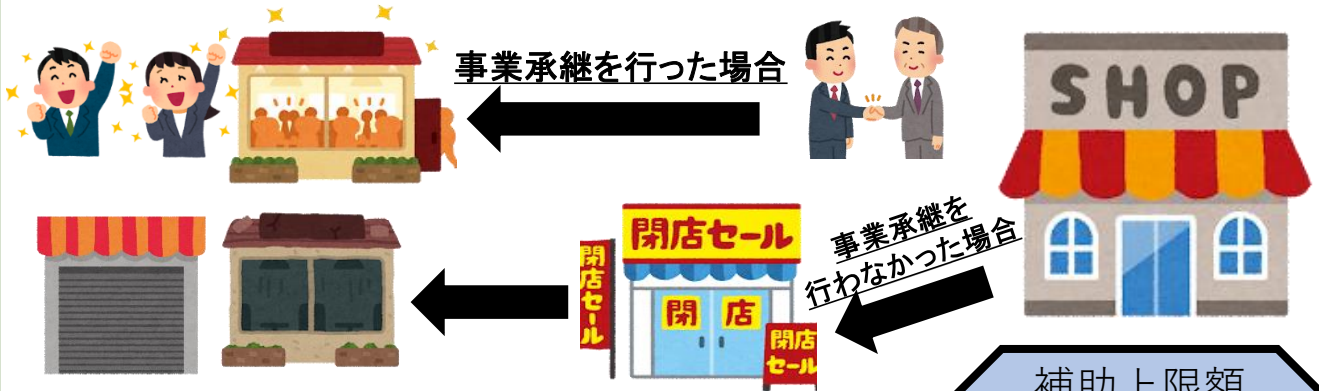 事業承継を行った場合
SHOP
事業承継を
行わなかった場合
閉店セール
閉店セール
閉店
閉店
セール
補助上限額